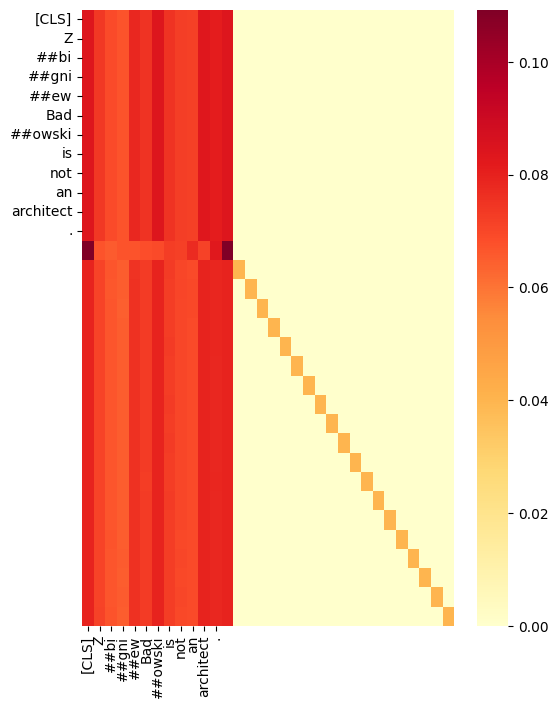 [CLS]
Z
##bi
##gni
##ew
Bad
##owski
is
not
an
architect
.
0.10
0.08
0.06
0.04
0.02
0.00
[CLS]
Z
##bi
##gni
##ew
Bad
##owski
is
not
an
architect
.